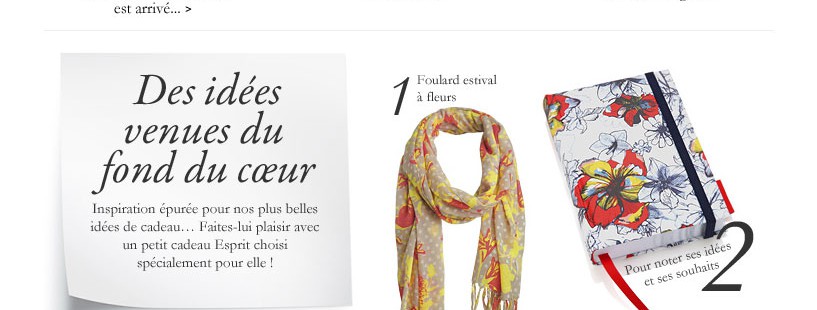 est arrivé... >
Des idées
venues du
fond du cœur
Inspiration épurée pour nos plus belles
idées de cadeau… Faites-lui plaisir avec
un petit cadeau Esprit choisi
spécialement pour elle !
1
Foulard estival
à fleurs
Pour noter ses idées
et ses souhaits
2